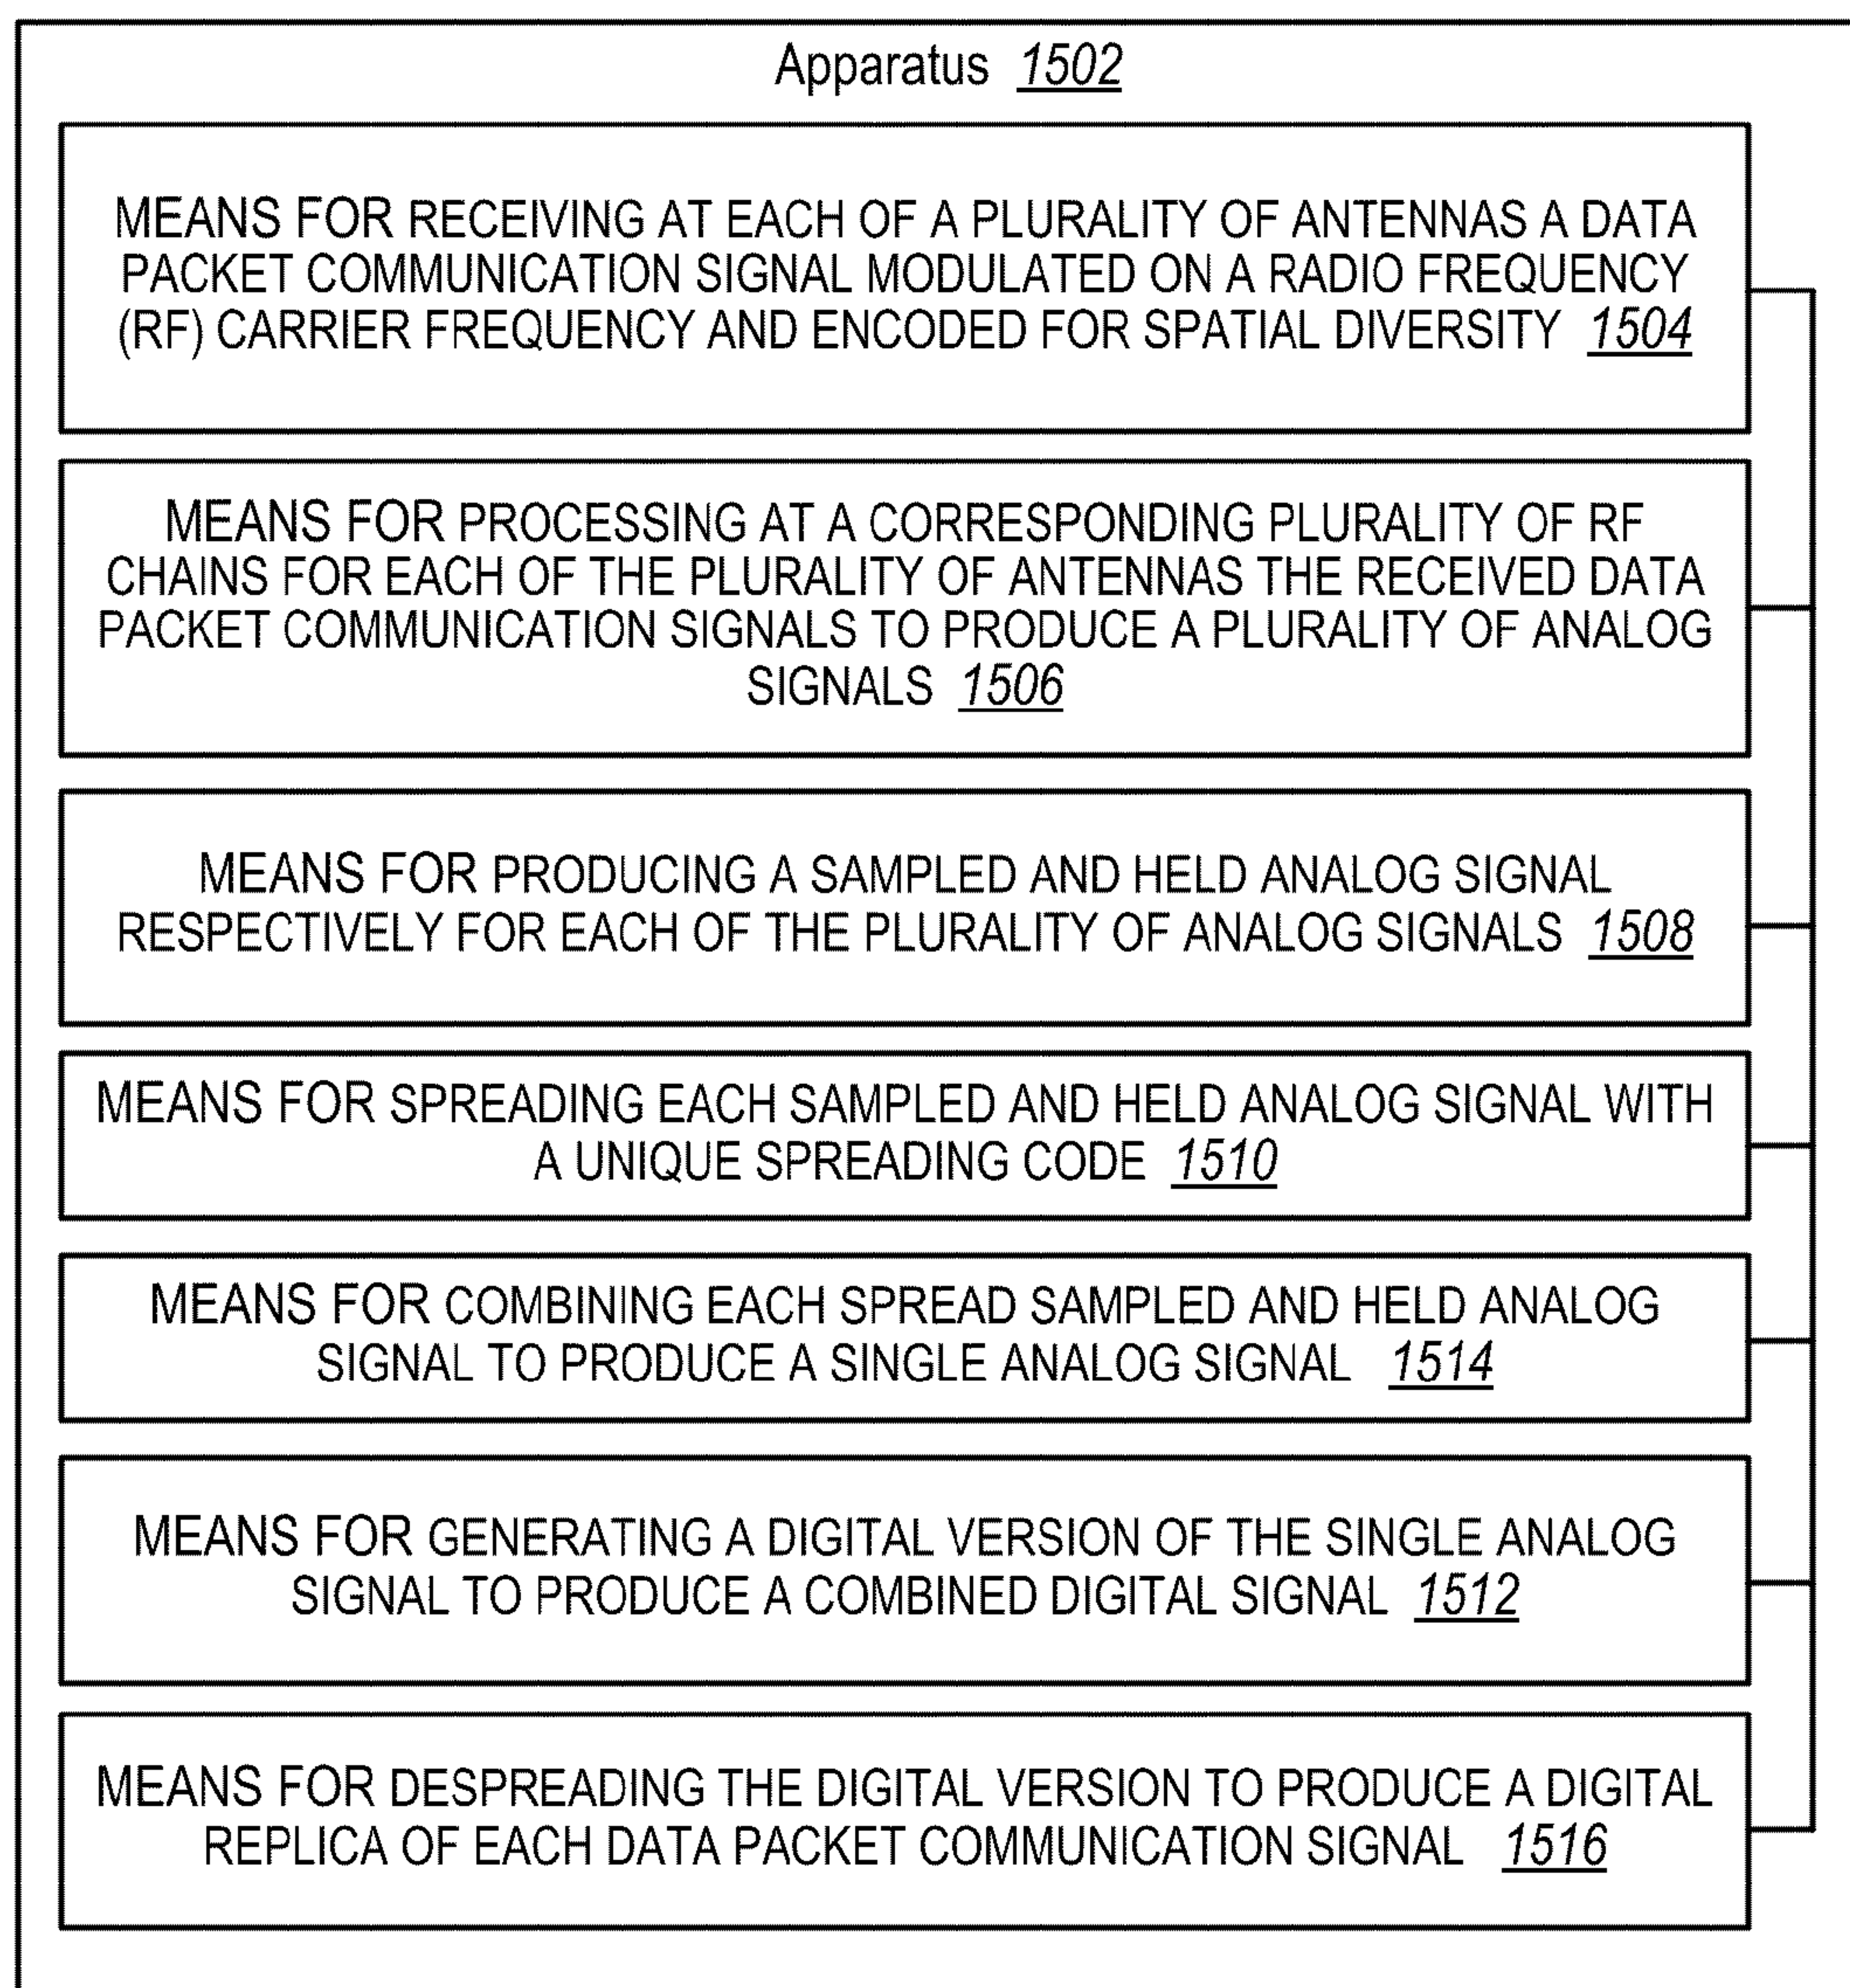 Apparatus 1502
MEANS FOR RECEIVING AT EACH OF A PLURALITY OF ANTENNAS A DATA
PACKET COMMUNICATION SIGNAL MODULATED ON A RADIO FREQUENCY
(RF) CARRIER FREQUENCY AND ENCODED FOR SPATIAL DIVERSITY 1504
MEANS FOR PROCESSING AT A CORRESPONDING PLURALITY OF RF
CHAINS FOR EACH OF THE PLURALITY OF ANTENNAS THE RECEIVED DATA
PACKET COMMUNICATION SIGNALS TO PRODUCE A PLURALITY OF ANALOG
SIGNALS 1506
MEANS FOR PRODUCING A SAMPLED AND HELD ANALOG SIGNAL
RESPECTIVELY FOR EACH OF THE PLURALITY OF ANALOG SIGNALS 1508
MEANS FOR SPREADING EACH SAMPLED AND HELD ANALOG SIGNAL WITH
A UNIQUE SPREADING CODE 1510
MEANS FOR COMBINING EACH SPREAD SAMPLED AND HELD ANALOG
SIGNAL TO PRODUCE A SINGLE ANALOG SIGNAL 1514
MEANS FOR GENERATING A DIGITAL VERSION OF THE SINGLE ANALOG
SIGNAL TO PRODUCE A COMBINED DIGITAL SIGNAL 1512
MEANS FOR DESPREADING THE DIGITAL VERSION TO PRODUCE A DIGITAL
REPLICA OF EACH DATA PACKET COMMUNICATION SIGNAL 1516